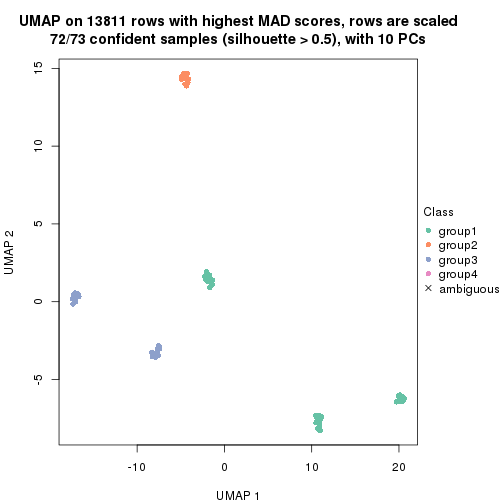 UMAP on 13811 rows with highest MAD scores, rows are scaled
72/73 confident samples (silhouette > 0.5), with 10 PCs
15
10
5
0
-5
UMAP 2
-10
0
10
20
UMAP 1
Class
group1
group2
group3
group4
ambiguous